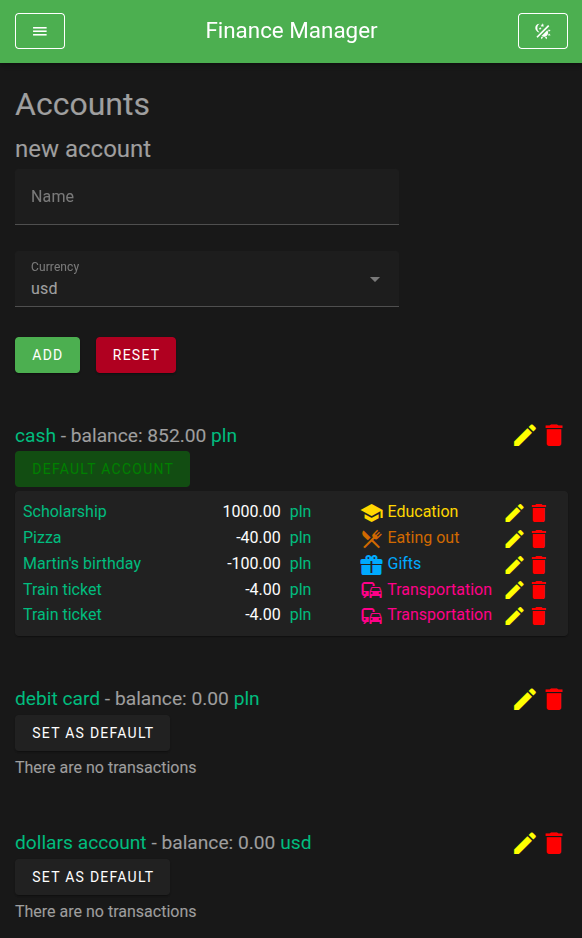 Finance Manager
Accounts
new account
Name
Currency
usd
ADD RESET
cash - balance: 852.00 pln
DEFAULT ACCOUNT
Scholarship 1000.00 pln Education
Pizza -40.00 pln Eating out
Martin's birthday -100.00 pln Gifts
Train ticket -4.00 pln Transportation
Train ticket -4.00 pln Transportation
debit card - balance: 0.00 pln
SET AS DEFAULT
There are no transactions
dollars account - balance: 0.00 usd
SET AS DEFAULT
There are no transactions